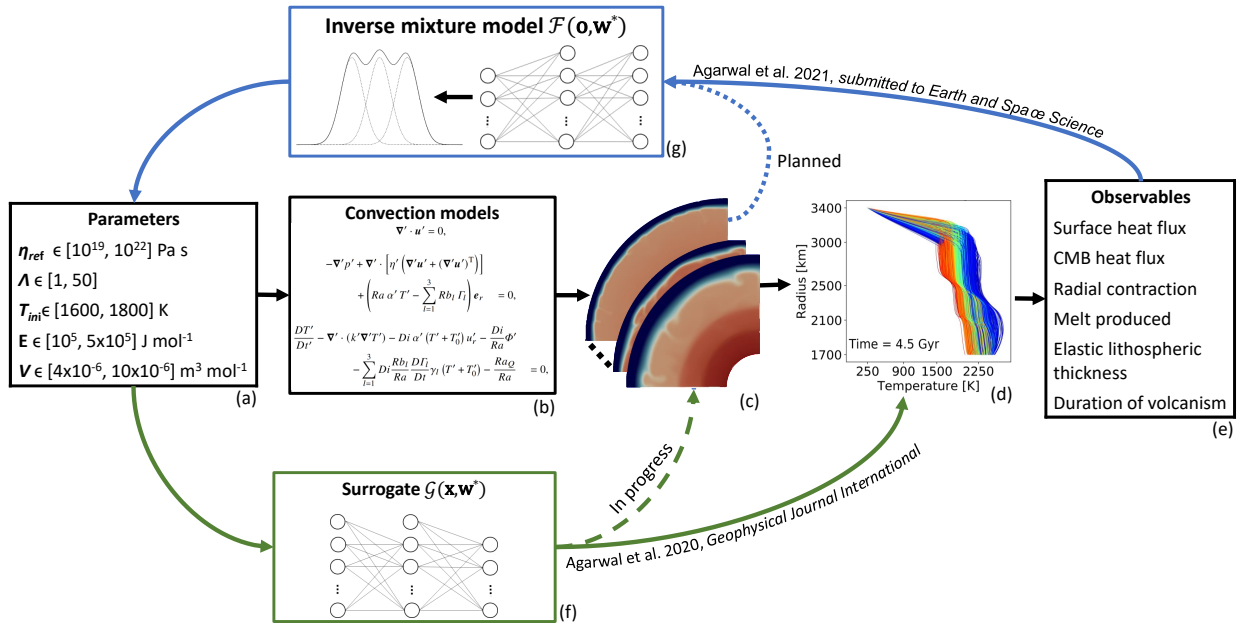 Inverse mixture model ℱ(o,w*)
(g)
Agarwal et al. 2021, submitted to Earth and Space Science
Planned
Parameters
η_ref ∈ [10^19, 10^22] Pa s
Λ ∈ [1, 50]
T_ini ∈ [1600, 1800] K
E ∈ [10^5, 5x10^5] J mol^-1
V ∈ [4x10^-6, 10x10^-6] m^3 mol^-1
(a)
Convection models
∇′ · u′ = 0,
−∇′p′ + ∇′ · [η′ (∇′u′ + (∇′u′)^T)]
+ (Ra α′ T′ − ∑_{l=1}^{3} Rb_l Γ_l) e_r = 0,
DT′/Dt′ − ∇′ · (k′∇′T′) − Di α′ (T′ + T′_0) u′_r − Di/Ra Φ′
− ∑_{l=1}^{3} Di Rb_l/Ra DΓ_l/Dt γ_l (T′ + T′_0) − Ra_Q/Ra = 0,
(b)
(c)
Radius [km]
3400
3000
2500
2100
1700
Time = 4.5 Gyr
250 900 1500 2250
Temperature [K]
(d)
Observables
Surface heat flux
CMB heat flux
Radial contraction
Melt produced
Elastic lithospheric
thickness
Duration of volcanism
(e)
Surrogate 𝒢(x,w*)
(f)
In progress
Agarwal et al. 2020, Geophysical Journal International